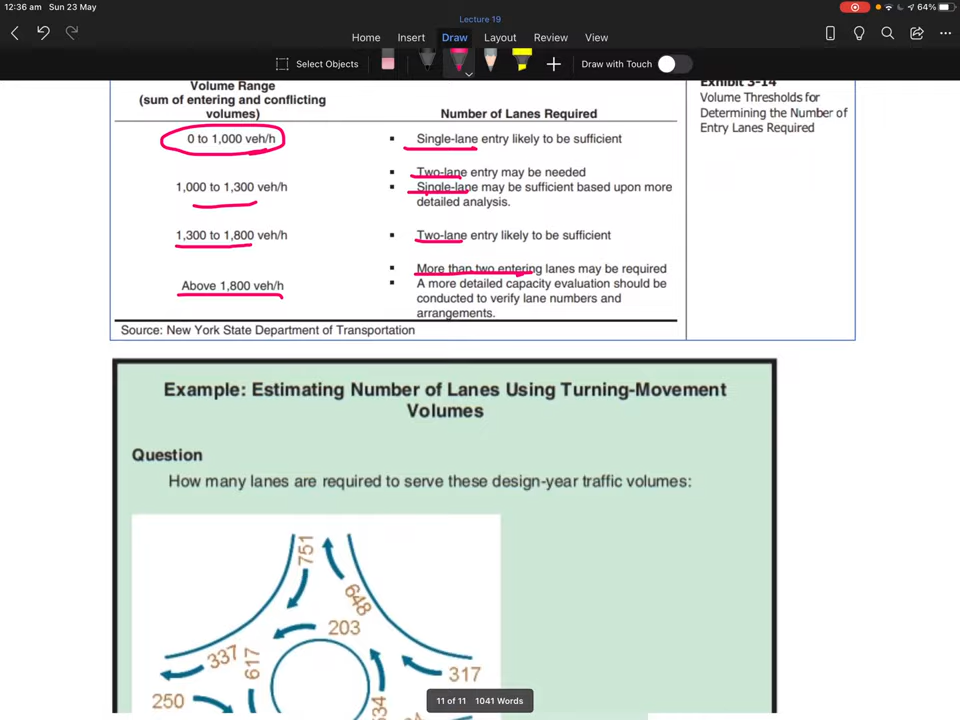 12:36 am Sun 23 May
64%
Lecture 19
Home Insert Draw Layout Review View
Select Objects
Draw with Touch
Volume Range
(sum of entering and conflicting
volumes)
Number of Lanes Required
0 to 1,000 veh/h
▪ Single-lane entry likely to be sufficient
1,000 to 1,300 veh/h
▪ Two-lane entry may be needed
▪ Single-lane may be sufficient based upon more
detailed analysis.
1,300 to 1,800 veh/h
▪ Two-lane entry likely to be sufficient
Above 1,800 veh/h
▪ More than two entering lanes may be required
▪ A more detailed capacity evaluation should be
conducted to verify lane numbers and
arrangements.
Source: New York State Department of Transportation
Exhibit 3-14
Volume Thresholds for
Determining the Number of
Entry Lanes Required
Example: Estimating Number of Lanes Using Turning-Movement
Volumes
Question
How many lanes are required to serve these design-year traffic volumes:
751
648
203
337
617
317
250
11 of 11 1041 Words